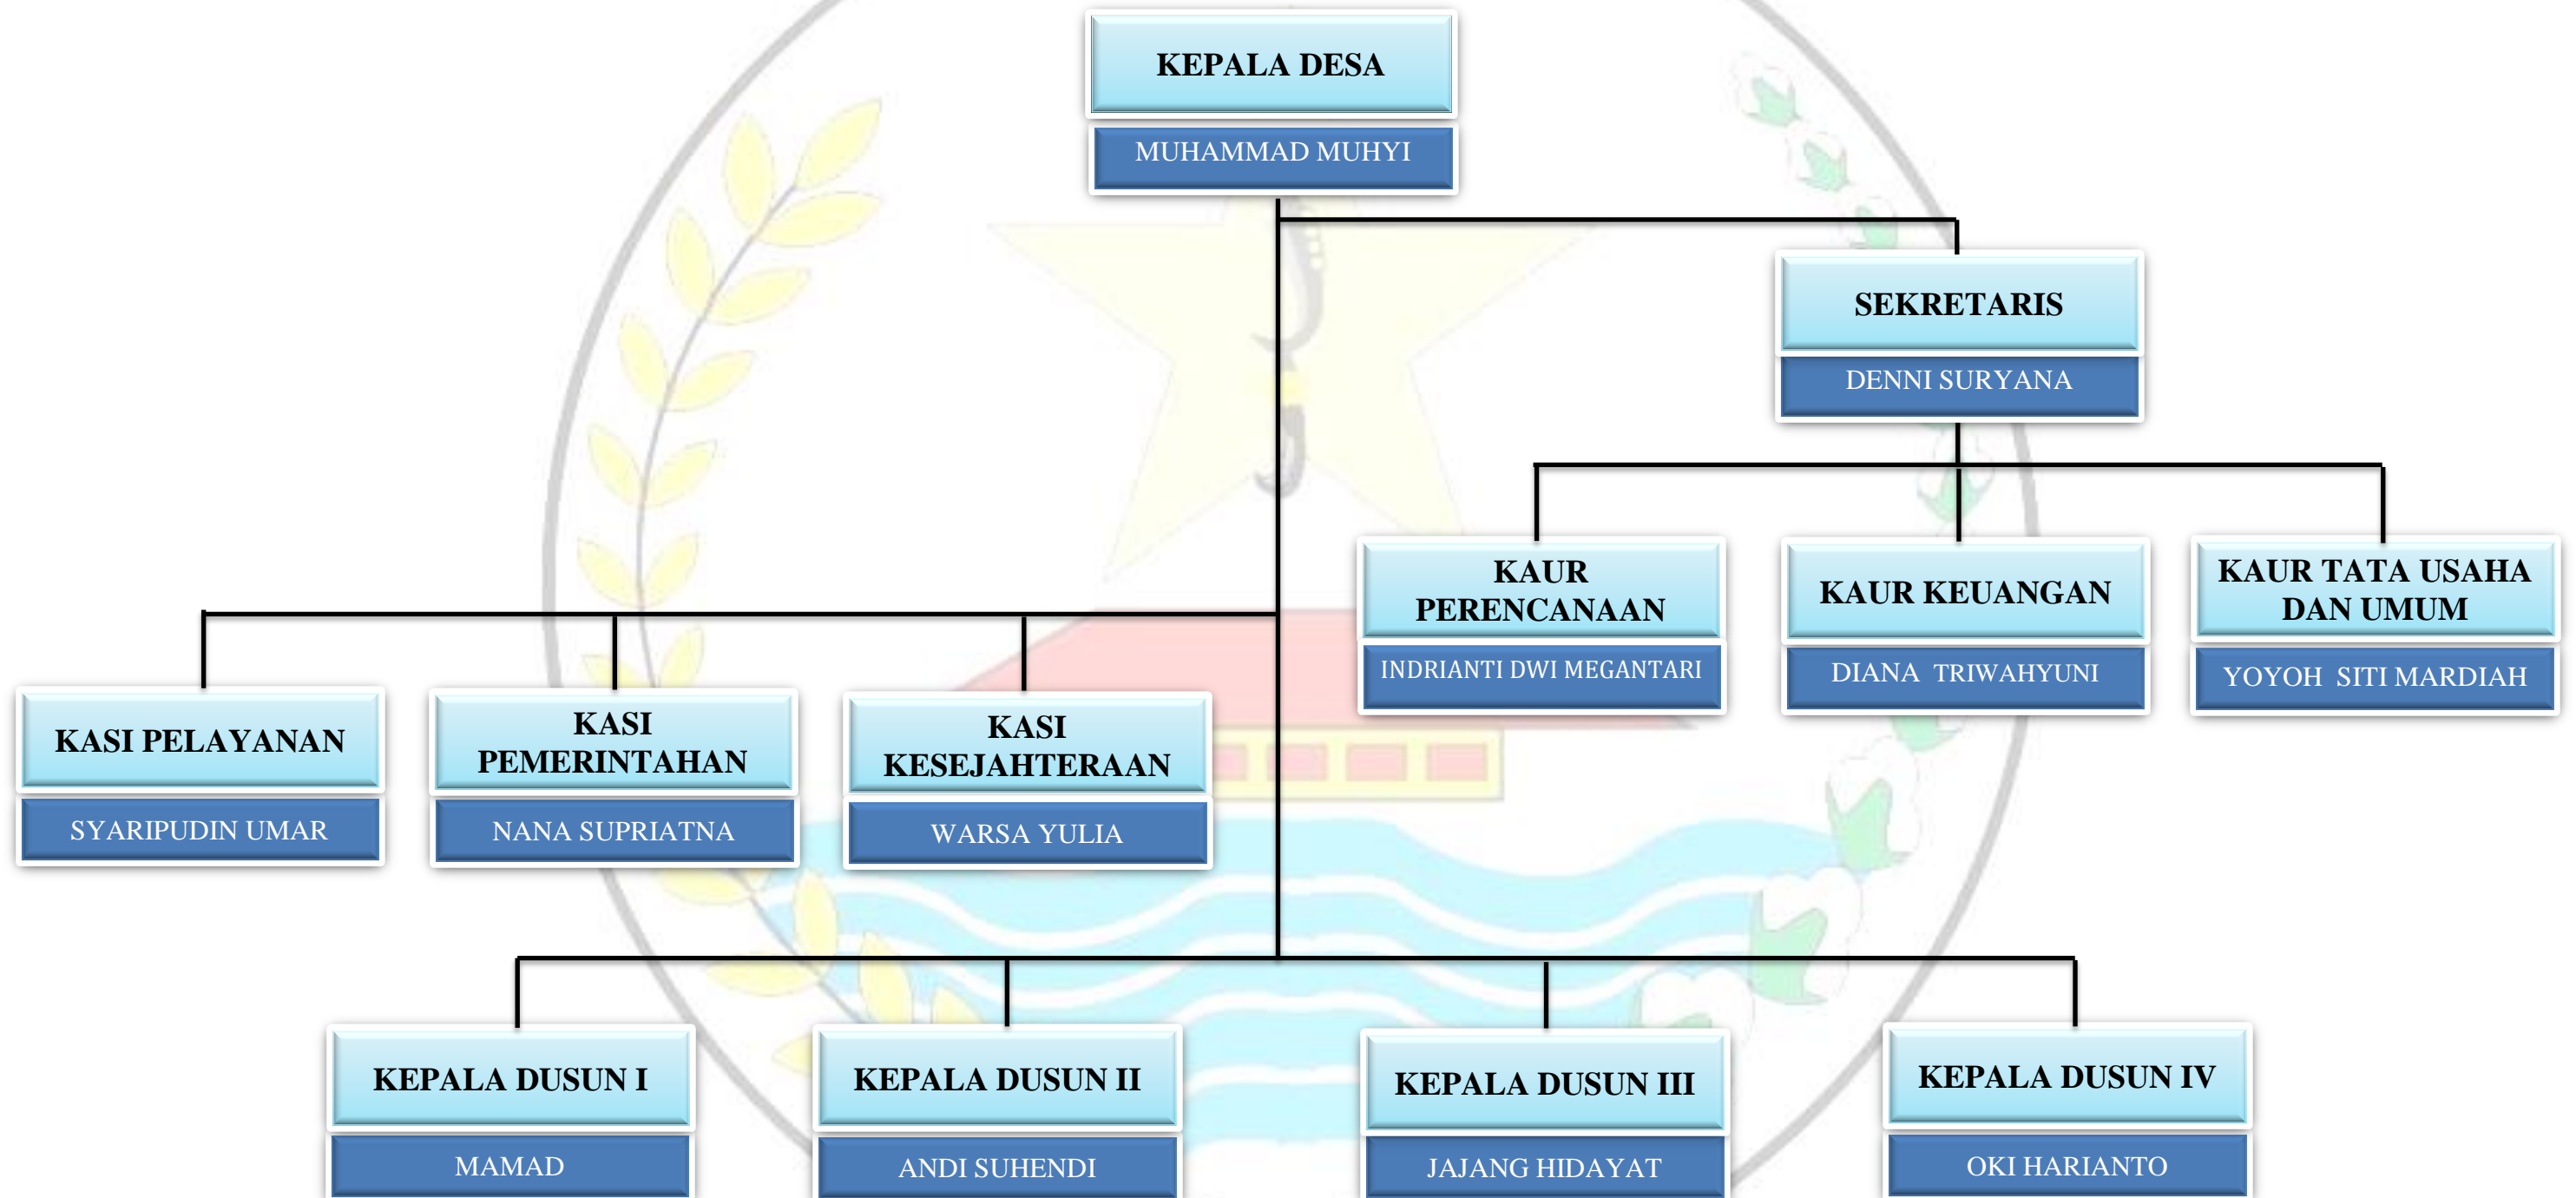 KEPALA DESA
MUHAMMAD MUHYI
SEKRETARIS
DENNI SURYANA
KAUR
PERENCANAAN
INDRIANTI DWI MEGANTARI
KAUR KEUANGAN
DIANA TRIWAHYUNI
KAUR TATA USAHA
DAN UMUM
YOYOH SITI MARDIAH
KASI PELAYANAN
SYARIPUDIN UMAR
KASI
PEMERINTAHAN
NANA SUPRIATNA
KASI
KESEJAHTERAAN
WARSA YULIA
KEPALA DUSUN I
MAMAD
KEPALA DUSUN II
ANDI SUHENDI
KEPALA DUSUN III
JAJANG HIDAYAT
KEPALA DUSUN IV
OKI HARIANTO